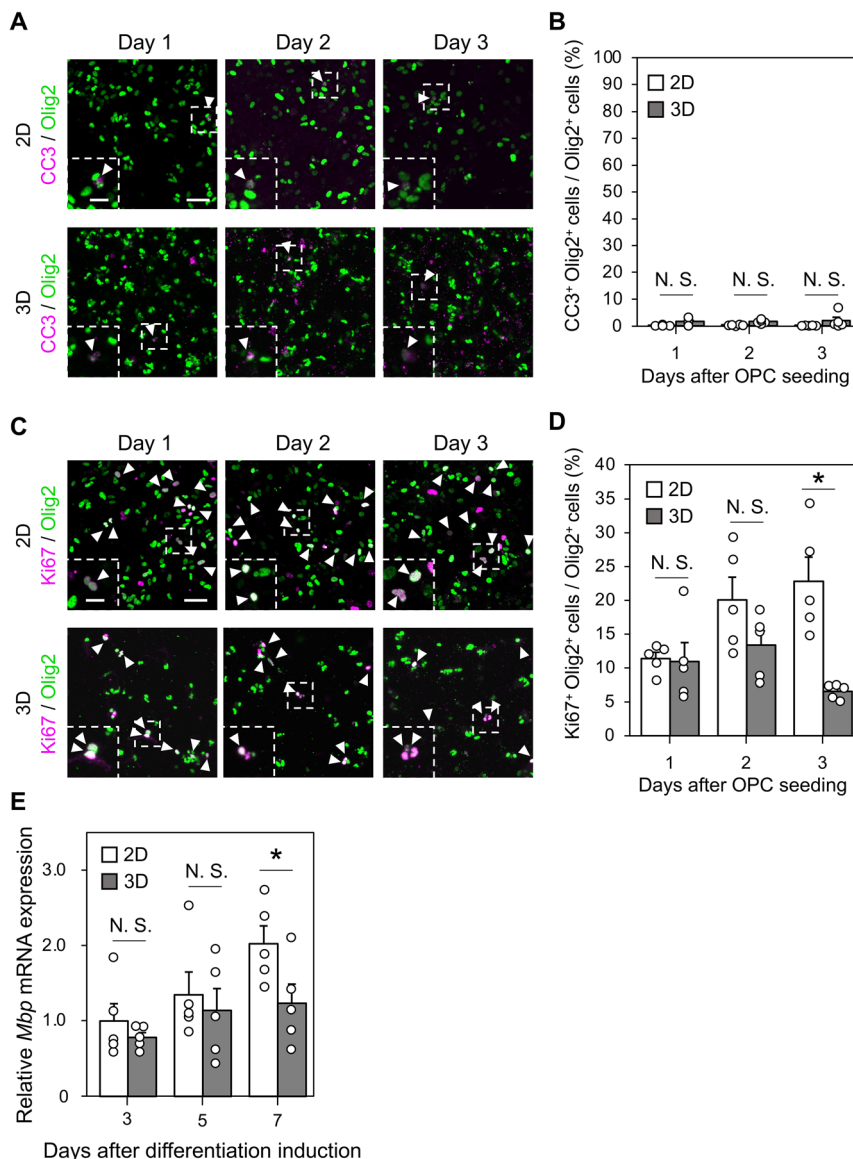 A
Day 1 Day 2 Day 3
2D
CC3 / Olig2
3D
CC3 / Olig2
B
CC3+ Olig2+ cells / Olig2+ cells (%)
100
90
80
70
60
50
40
30
20
10
0
2D
3D
N. S. N. S. N. S.
1 2 3
Days after OPC seeding
C
Day 1 Day 2 Day 3
2D
Ki67 / Olig2
3D
Ki67 / Olig2
D
Ki67+ Olig2+ cells / Olig2+ cells (%)
40
35
30
25
20
15
10
5
0
2D
3D
N. S. N. S. *
1 2 3
Days after OPC seeding
E
Relative Mbp mRNA expression
3.0
2.0
1.0
0
2D
3D
N. S. N. S. *
3 5 7
Days after differentiation induction